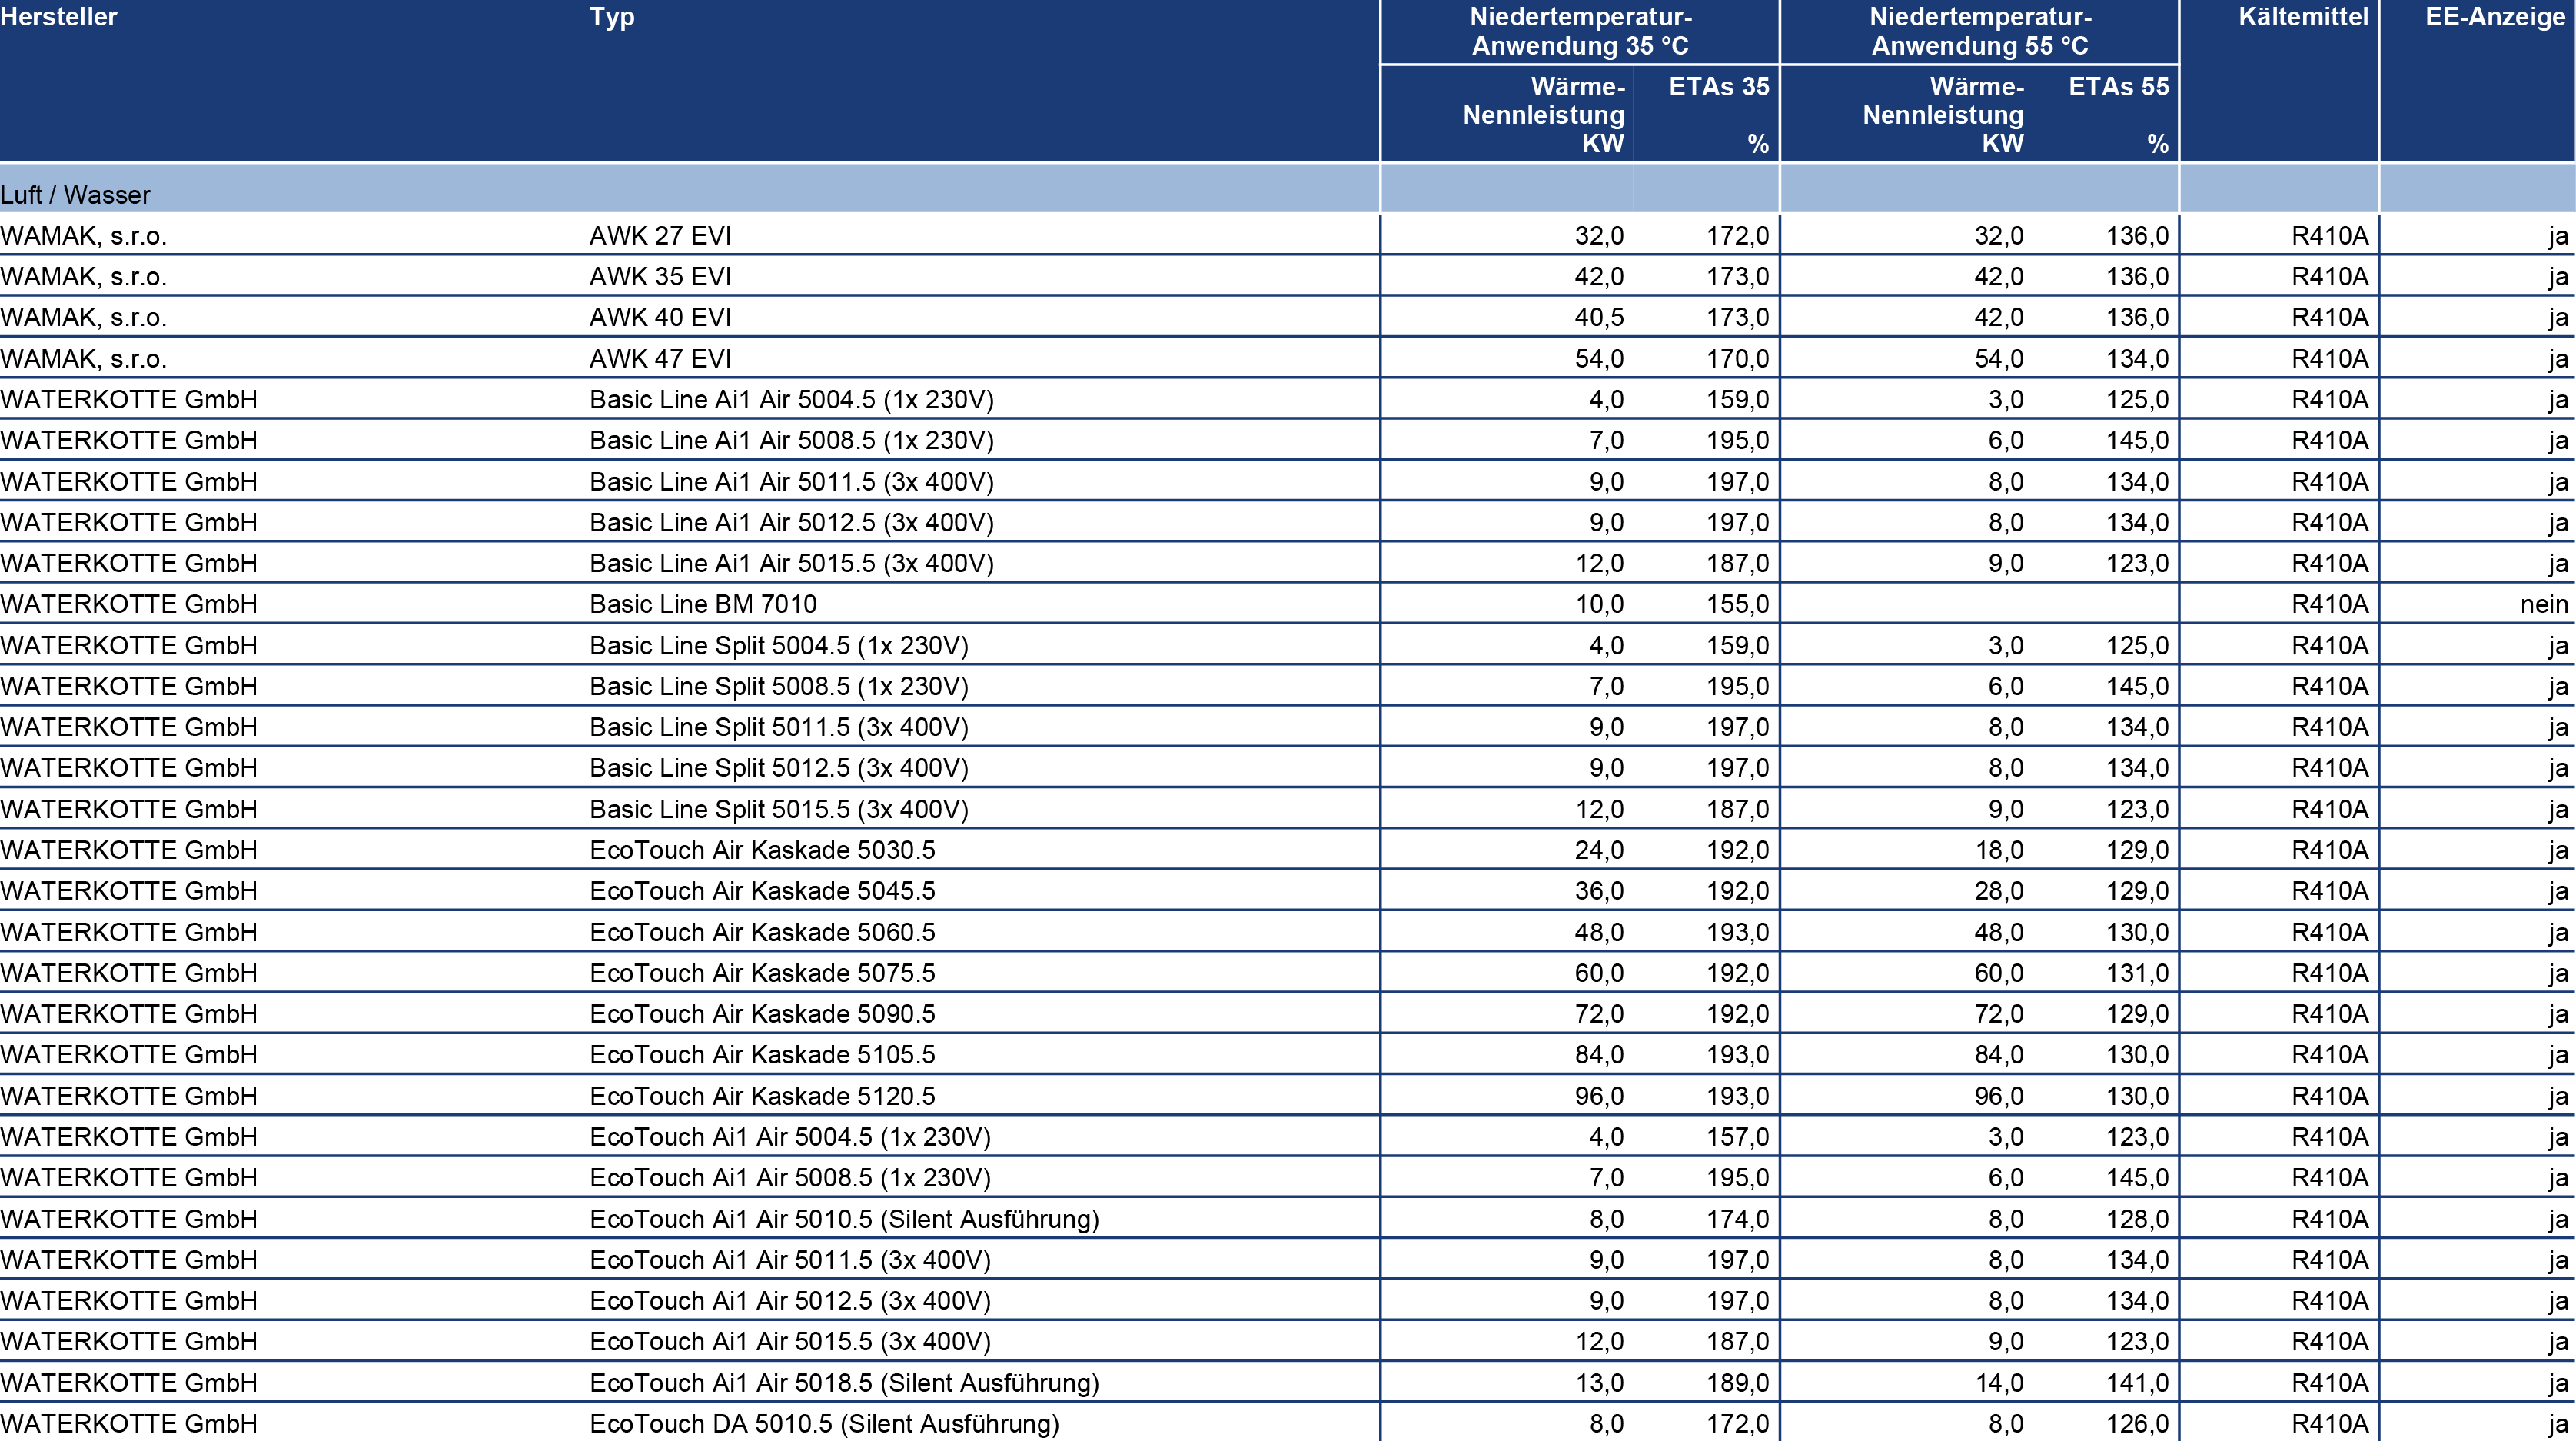 Hersteller Typ Niedertemperatur- Niedertemperatur- Kältemittel EE-Anzeige
Anwendung 35 °C Anwendung 55 °C
Wärme- ETAs 35 Wärme- ETAs 55
Nennleistung Nennleistung
KW % KW %
Luft / Wasser
WAMAK, s.r.o. AWK 27 EVI 32,0 172,0 32,0 136,0 R410A ja
WAMAK, s.r.o. AWK 35 EVI 42,0 173,0 42,0 136,0 R410A ja
WAMAK, s.r.o. AWK 40 EVI 40,5 173,0 42,0 136,0 R410A ja
WAMAK, s.r.o. AWK 47 EVI 54,0 170,0 54,0 134,0 R410A ja
WATERKOTTE GmbH Basic Line Ai1 Air 5004.5 (1x 230V) 4,0 159,0 3,0 125,0 R410A ja
WATERKOTTE GmbH Basic Line Ai1 Air 5008.5 (1x 230V) 7,0 195,0 6,0 145,0 R410A ja
WATERKOTTE GmbH Basic Line Ai1 Air 5011.5 (3x 400V) 9,0 197,0 8,0 134,0 R410A ja
WATERKOTTE GmbH Basic Line Ai1 Air 5012.5 (3x 400V) 9,0 197,0 8,0 134,0 R410A ja
WATERKOTTE GmbH Basic Line Ai1 Air 5015.5 (3x 400V) 12,0 187,0 9,0 123,0 R410A ja
WATERKOTTE GmbH Basic Line BM 7010 10,0 155,0 R410A nein
WATERKOTTE GmbH Basic Line Split 5004.5 (1x 230V) 4,0 159,0 3,0 125,0 R410A ja
WATERKOTTE GmbH Basic Line Split 5008.5 (1x 230V) 7,0 195,0 6,0 145,0 R410A ja
WATERKOTTE GmbH Basic Line Split 5011.5 (3x 400V) 9,0 197,0 8,0 134,0 R410A ja
WATERKOTTE GmbH Basic Line Split 5012.5 (3x 400V) 9,0 197,0 8,0 134,0 R410A ja
WATERKOTTE GmbH Basic Line Split 5015.5 (3x 400V) 12,0 187,0 9,0 123,0 R410A ja
WATERKOTTE GmbH EcoTouch Air Kaskade 5030.5 24,0 192,0 18,0 129,0 R410A ja
WATERKOTTE GmbH EcoTouch Air Kaskade 5045.5 36,0 192,0 28,0 129,0 R410A ja
WATERKOTTE GmbH EcoTouch Air Kaskade 5060.5 48,0 193,0 48,0 130,0 R410A ja
WATERKOTTE GmbH EcoTouch Air Kaskade 5075.5 60,0 192,0 60,0 131,0 R410A ja
WATERKOTTE GmbH EcoTouch Air Kaskade 5090.5 72,0 192,0 72,0 129,0 R410A ja
WATERKOTTE GmbH EcoTouch Air Kaskade 5105.5 84,0 193,0 84,0 130,0 R410A ja
WATERKOTTE GmbH EcoTouch Air Kaskade 5120.5 96,0 193,0 96,0 130,0 R410A ja
WATERKOTTE GmbH EcoTouch Ai1 Air 5004.5 (1x 230V) 4,0 157,0 3,0 123,0 R410A ja
WATERKOTTE GmbH EcoTouch Ai1 Air 5008.5 (1x 230V) 7,0 195,0 6,0 145,0 R410A ja
WATERKOTTE GmbH EcoTouch Ai1 Air 5010.5 (Silent Ausführung) 8,0 174,0 8,0 128,0 R410A ja
WATERKOTTE GmbH EcoTouch Ai1 Air 5011.5 (3x 400V) 9,0 197,0 8,0 134,0 R410A ja
WATERKOTTE GmbH EcoTouch Ai1 Air 5012.5 (3x 400V) 9,0 197,0 8,0 134,0 R410A ja
WATERKOTTE GmbH EcoTouch Ai1 Air 5015.5 (3x 400V) 12,0 187,0 9,0 123,0 R410A ja
WATERKOTTE GmbH EcoTouch Ai1 Air 5018.5 (Silent Ausführung) 13,0 189,0 14,0 141,0 R410A ja
WATERKOTTE GmbH EcoTouch DA 5010.5 (Silent Ausführung) 8,0 172,0 8,0 126,0 R410A ja